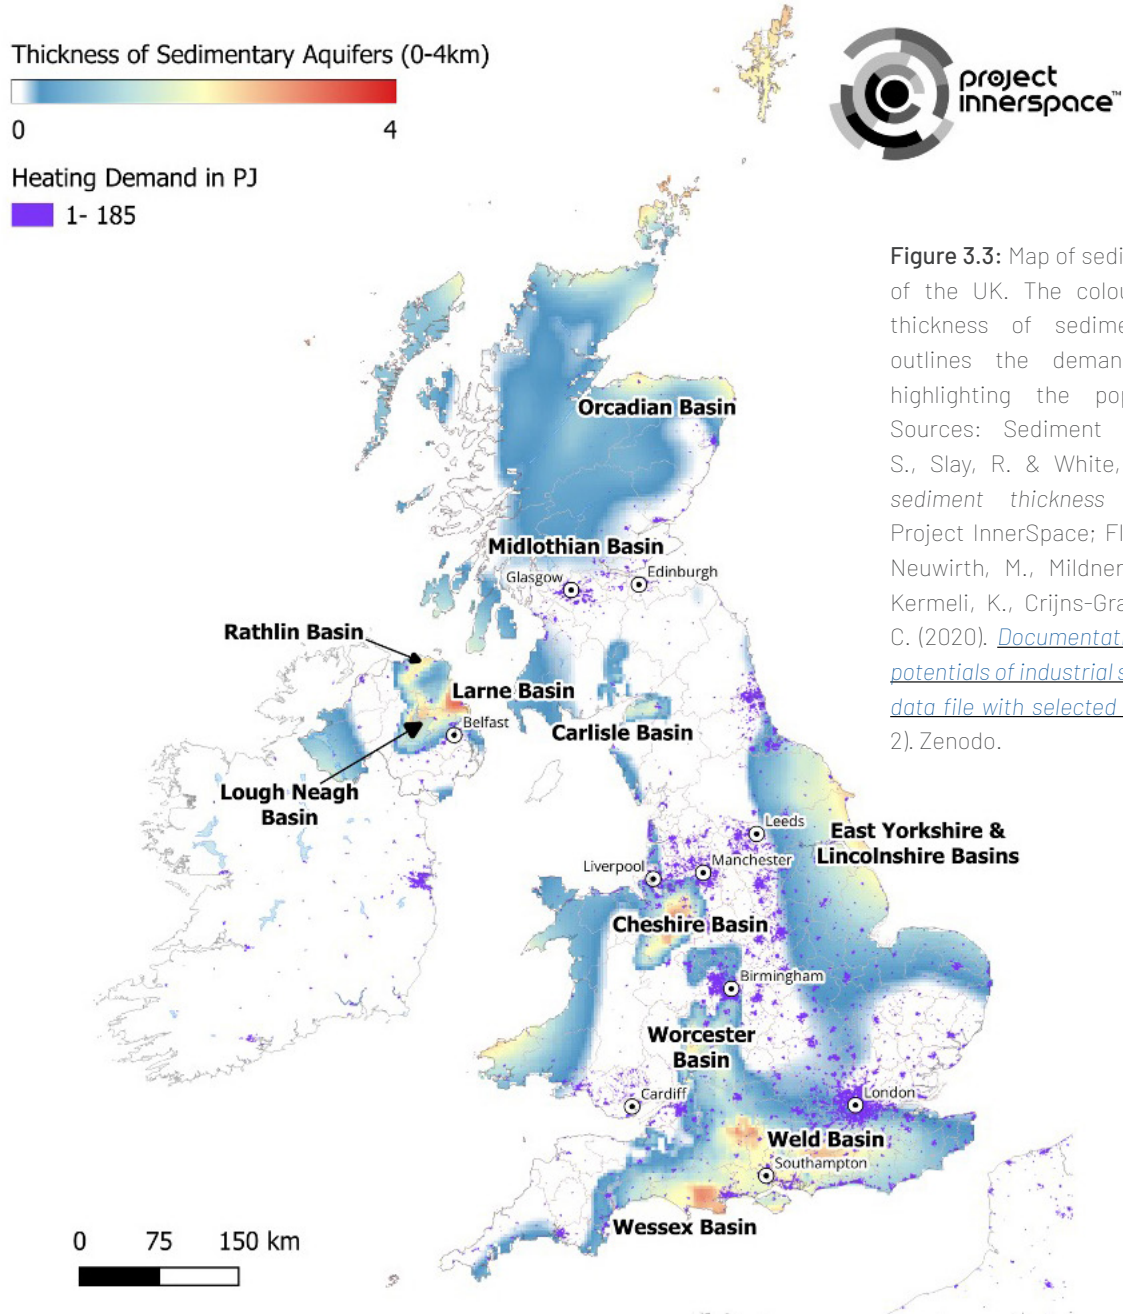 Thickness of Sedimentary Aquifers (0-4km)
0 4
Heating Demand in PJ
1- 185
project
innerspace™
Figure 3.3: Map of sedi
of the UK. The colou
thickness of sedime
outlines the deman
highlighting the pop
Sources: Sediment
S., Slay, R. & White,
sediment thickness
Project InnerSpace; Fl
Neuwirth, M., Mildner
Kermeli, K., Crijns-Gra
C. (2020). Documentati
potentials of industrial s
data file with selected
2). Zenodo.
Orcadian Basin
Midlothian Basin
Glasgow
Edinburgh
Rathlin Basin
Larne Basin
Belfast
Carlisle Basin
Lough Neagh
Basin
Leeds
East Yorkshire &
Lincolnshire Basins
Liverpool
Manchester
Cheshire Basin
Birmingham
Worcester
Basin
Cardiff
London
Weld Basin
Southampton
Wessex Basin
0 75 150 km